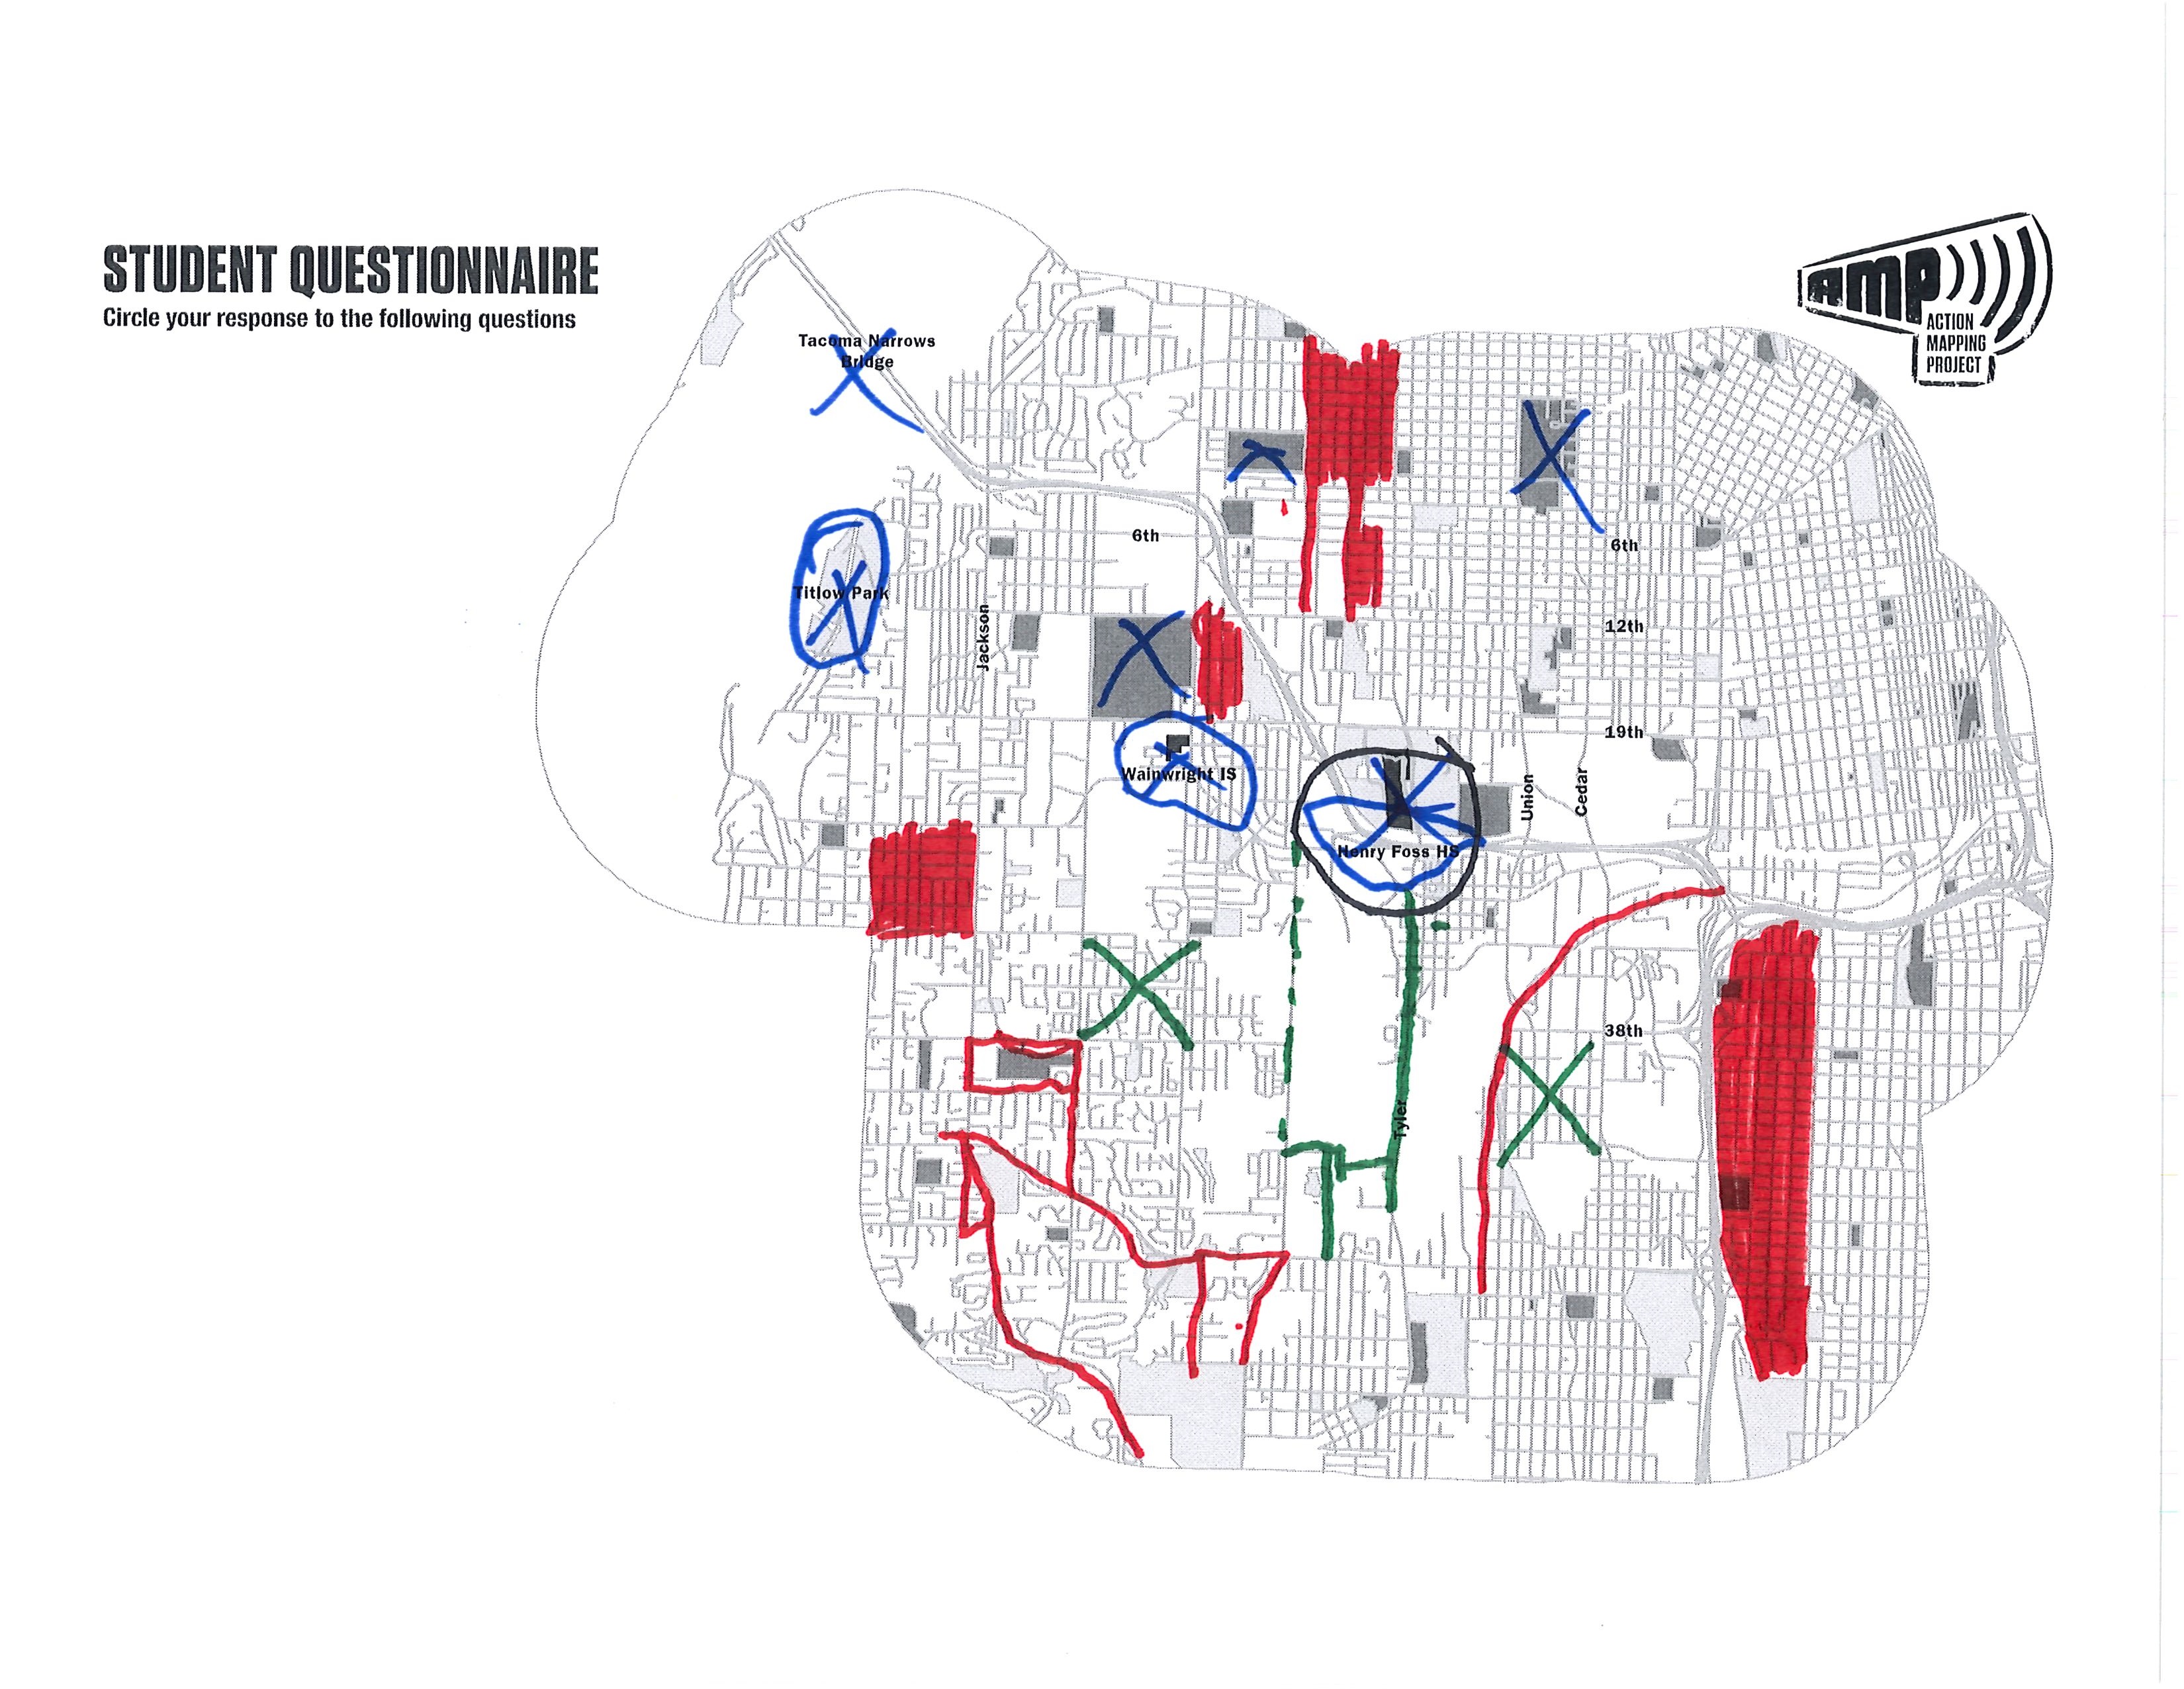 STUDENT QUESTIONNAIRE
Circle your response to the following questions
AMP
ACTION
MAPPING
PROJECT
Tacoma Narrows
Bridge
6th
6th
Titlow Park
Jackson
12th
19th
Wainwright IS
Union
Cedar
Henry Foss HS
38th
Tyler